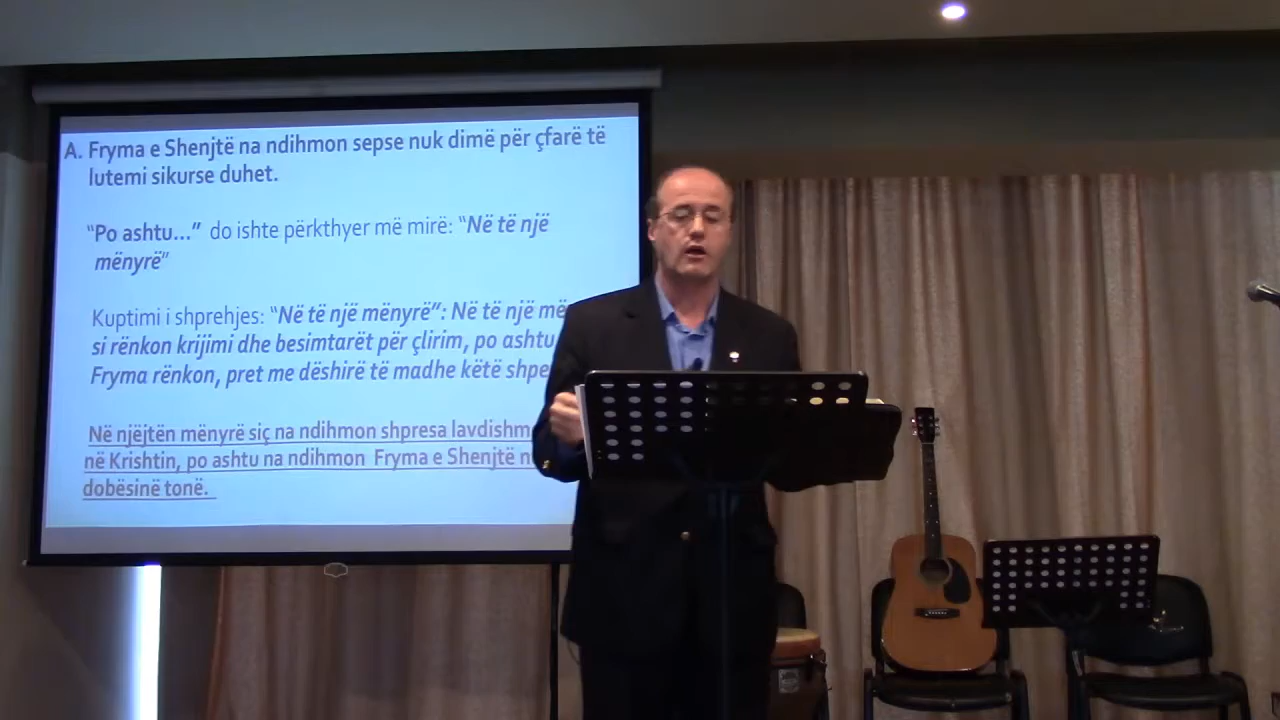 A. Fryma e Shenjtë na ndihmon sepse nuk dimë për çfarë të
lutemi sikurse duhet.
“Po ashtu...” do ishte përkthyer më mirë: “Në të një
mënyrë”
Kuptimi i shprehjes: “Në të një mënyrë”: Në të një
si rënkon krijimi dhe besimtarët për çlirim, po ashtu
Fryma rënkon, pret me dëshirë të madhe këtë
Në njëjtën mënyrë siç na ndihmon shpresa
në Krishtin, po ashtu na ndihmon Fryma e Shenjtë
dobësinë tonë.